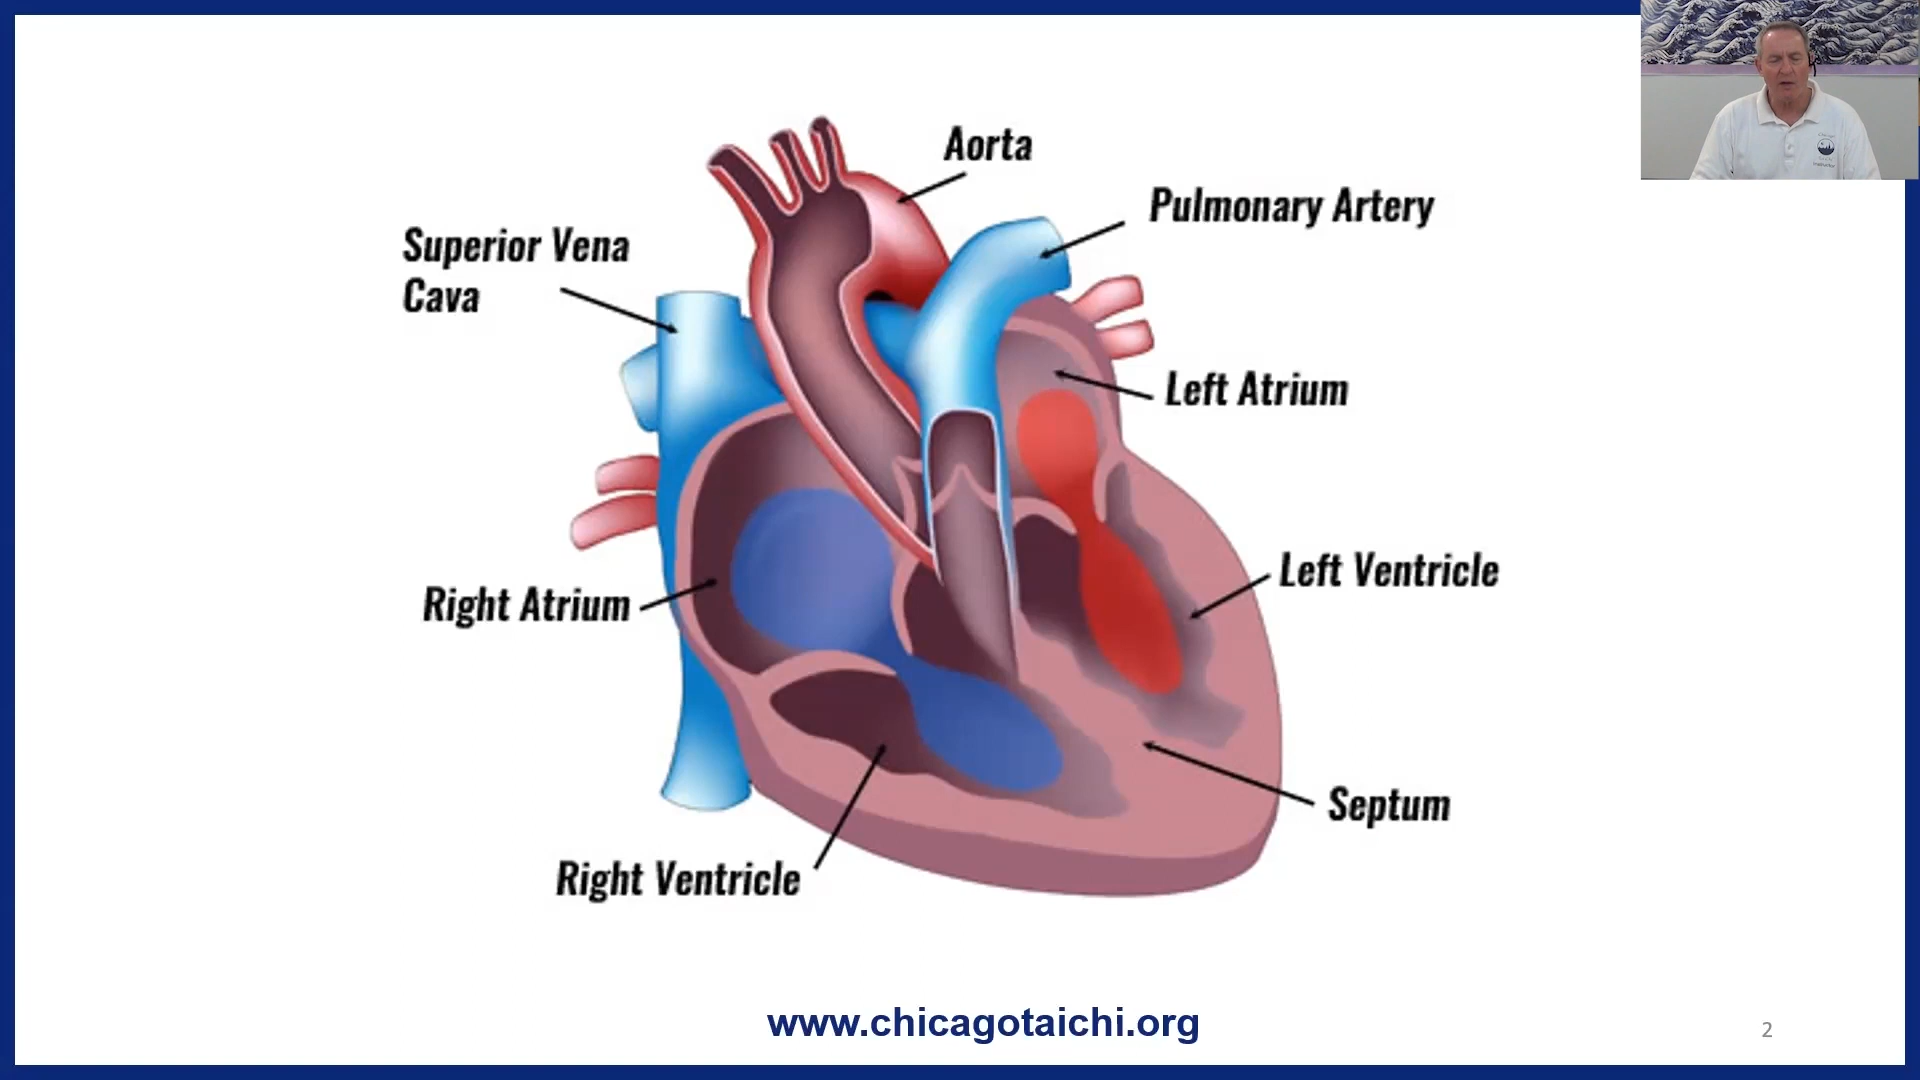 Aorta
Pulmonary Artery
Superior Vena
Cava
Left Atrium
Left Ventricle
Right Atrium
Septum
Right Ventricle
www.chicagotaichi.org
2